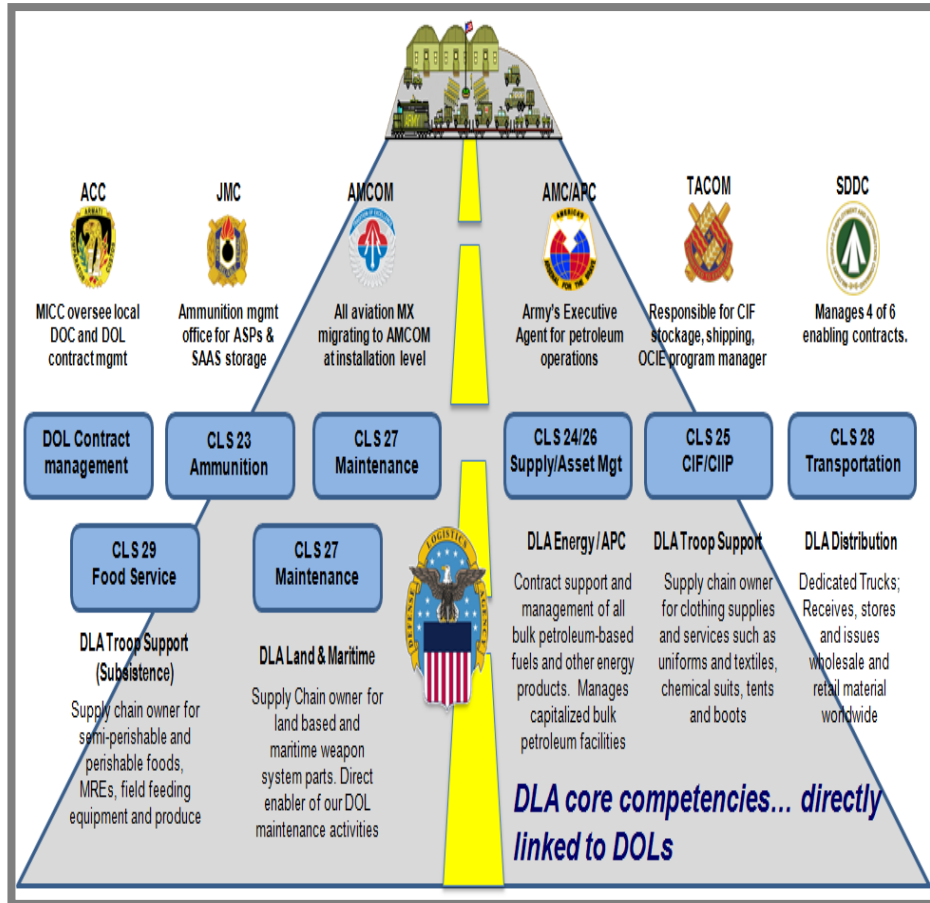 ACC
MICC oversee local
DOC and DOL
contract mgmt
JMC
Ammunition mgmt
office for ASPs &
SAAS storage
AMCOM
All aviation MX
migrating to AMCOM
at installation level
AMC/APC
AMERICA'S
ARSENAL FOR THE BRAVE
Army's Executive
Agent for petroleum
operations
TACOM
Responsible for CIF
stockage, shipping,
OCIE program manager
SDDC
Manages 4 of 6
enabling contracts.
DOL Contract
management
CLS 23
Ammunition
CLS 27
Maintenance
CLS 24/26
Supply/Asset Mgt
CLS 25
CIF/CIIP
CLS 28
Transportation
CLS 29
Food Service
CLS 27
Maintenance
DEFENSE LOGISTICS AGENCY
DLA Troop Support
(Subsistence)
Supply chain owner for
semi-perishable and
perishable foods,
MREs, field feeding
equipment and produce
DLA Land & Maritime
Supply Chain owner for
land based and
maritime weapon
system parts. Direct
enabler of our DOL
maintenance activities
DLA Energy / APC
Contract support and
management of all
bulk petroleum-based
fuels and other energy
products. Manages
capitalized bulk
petroleum facilities
DLA Troop Support
Supply chain owner
for clothing supplies
and services such as
uniforms and textiles,
chemical suits, tents
and boots
DLA Distribution
Dedicated Trucks;
Receives, stores
and issues
wholesale and
retail material
worldwide
DLA core competencies... directly
linked to DOLs